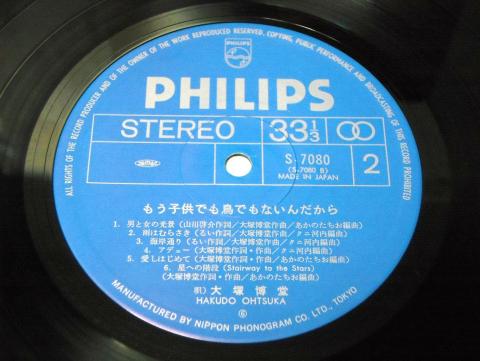 ALL RIGHTS OF THE RECORD PRODUCER AND OF THE OWNER OF THE WORK REPRODUCED RESERVED. COPYING, PUBLIC PERFORMANCE AND BROADCASTING OF THIS RECORD PROHIBITED
PHILIPS
PHILIPS
STEREO 33 1/3
S-7080
(S-7080 B)
MADE IN JAPAN
2
もう子供でも鳥でもないんだから
1. 男と女の光景 (山川啓介作詞/大塚博堂作曲/あかのたちお編曲)
2. 雨はむらさき (るい作詞/大塚博堂作曲/クニ河内編曲)
3. 海岸通り (るい作詞/大塚博堂作曲/クニ河内編曲)
4. アデュー (大塚博堂作詞・作曲/クニ河内編曲)
5. 愛しはじめて (大塚博堂作詞・作曲/あかのたちお編曲)
6. 星への階段 (Stairway to the Stars)
(大塚博堂作詞・作曲/あかのたちお編曲)
唄) 大塚博堂
HAKUDO OHTSUKA
MANUFACTURED BY NIPPON PHONOGRAM CO. LTD., TOKYO